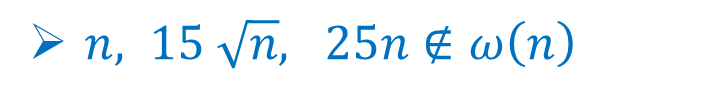 ➢ n, 15 √n, 25n ∉ ω(n)